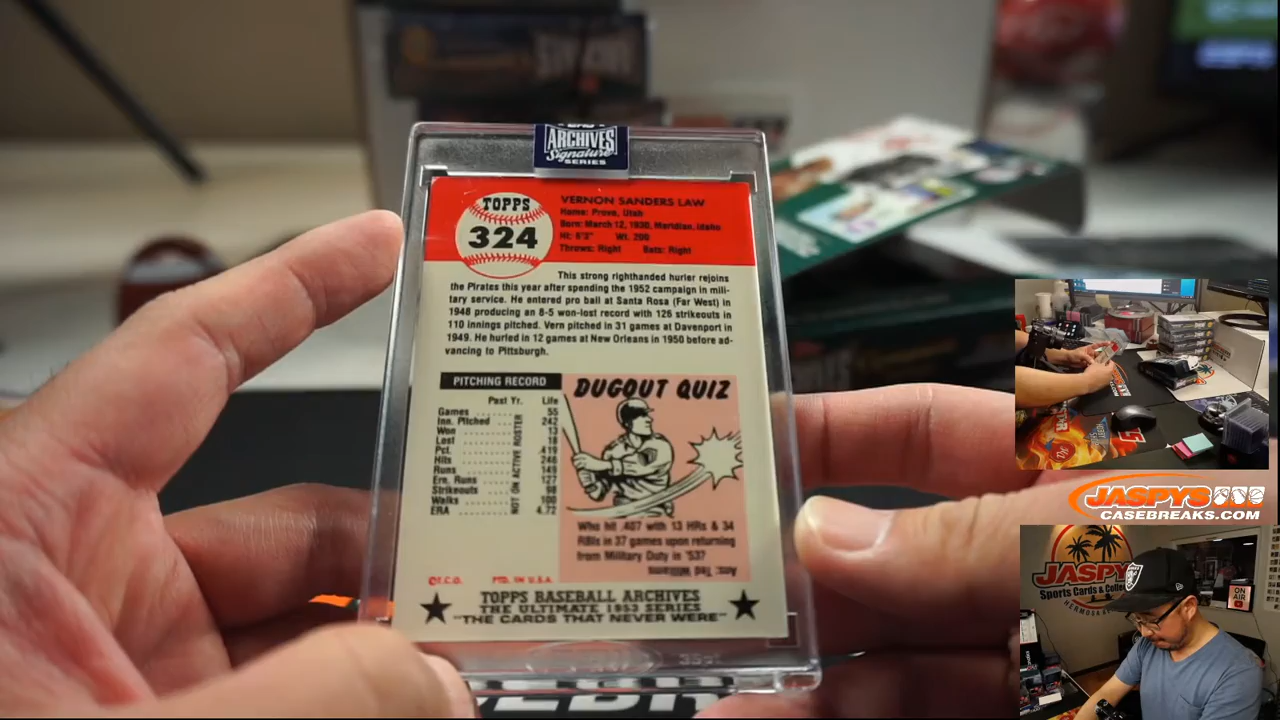 ARCHIVES
Signature
SERIES
TOPPS
324
VERNON SANDERS LAW
Home: Provo, Utah
Born: March 12, 1930, Meridian, Idaho
Ht: 6'2" Wt. 200
Throws: Right Bats: Right
This strong righthanded hurler rejoins
the Pirates this year after spending the 1952 campaign in mili-
tary service. He entered pro ball at Santa Rosa (Far West) in
1948 producing an 8-5 won-lost record with 126 strikeouts in
110 innings pitched. Vern pitched in 31 games at Davenport in
1949. He hurled in 12 games at New Orleans in 1950 before ad-
vancing to Pittsburgh.
PITCHING RECORD
Past Yr. Life
Games 55
Inn. Pitched 242
Won 13
Lost 18
Pct. .419
Hits 246
Runs 149
Ern. Runs 127
Strikeouts 98
Walks 100
ERA 4.72
NOT ON ACTIVE ROSTER
DUGOUT QUIZ
Who hit .407 with 13 HRs & 34
RBIs in 37 games upon returning
from Military Duty in '53?
Ans: Ted Williams
©T.C.G. PTD. IN U.S.A.
TOPPS BASEBALL ARCHIVES
THE ULTIMATE 1953 SERIES
"THE CARDS THAT NEVER WERE"
JASPYS
CASEBREAKS.COM
JASPY
Sports Cards &
HERMOSA
ON
AIR